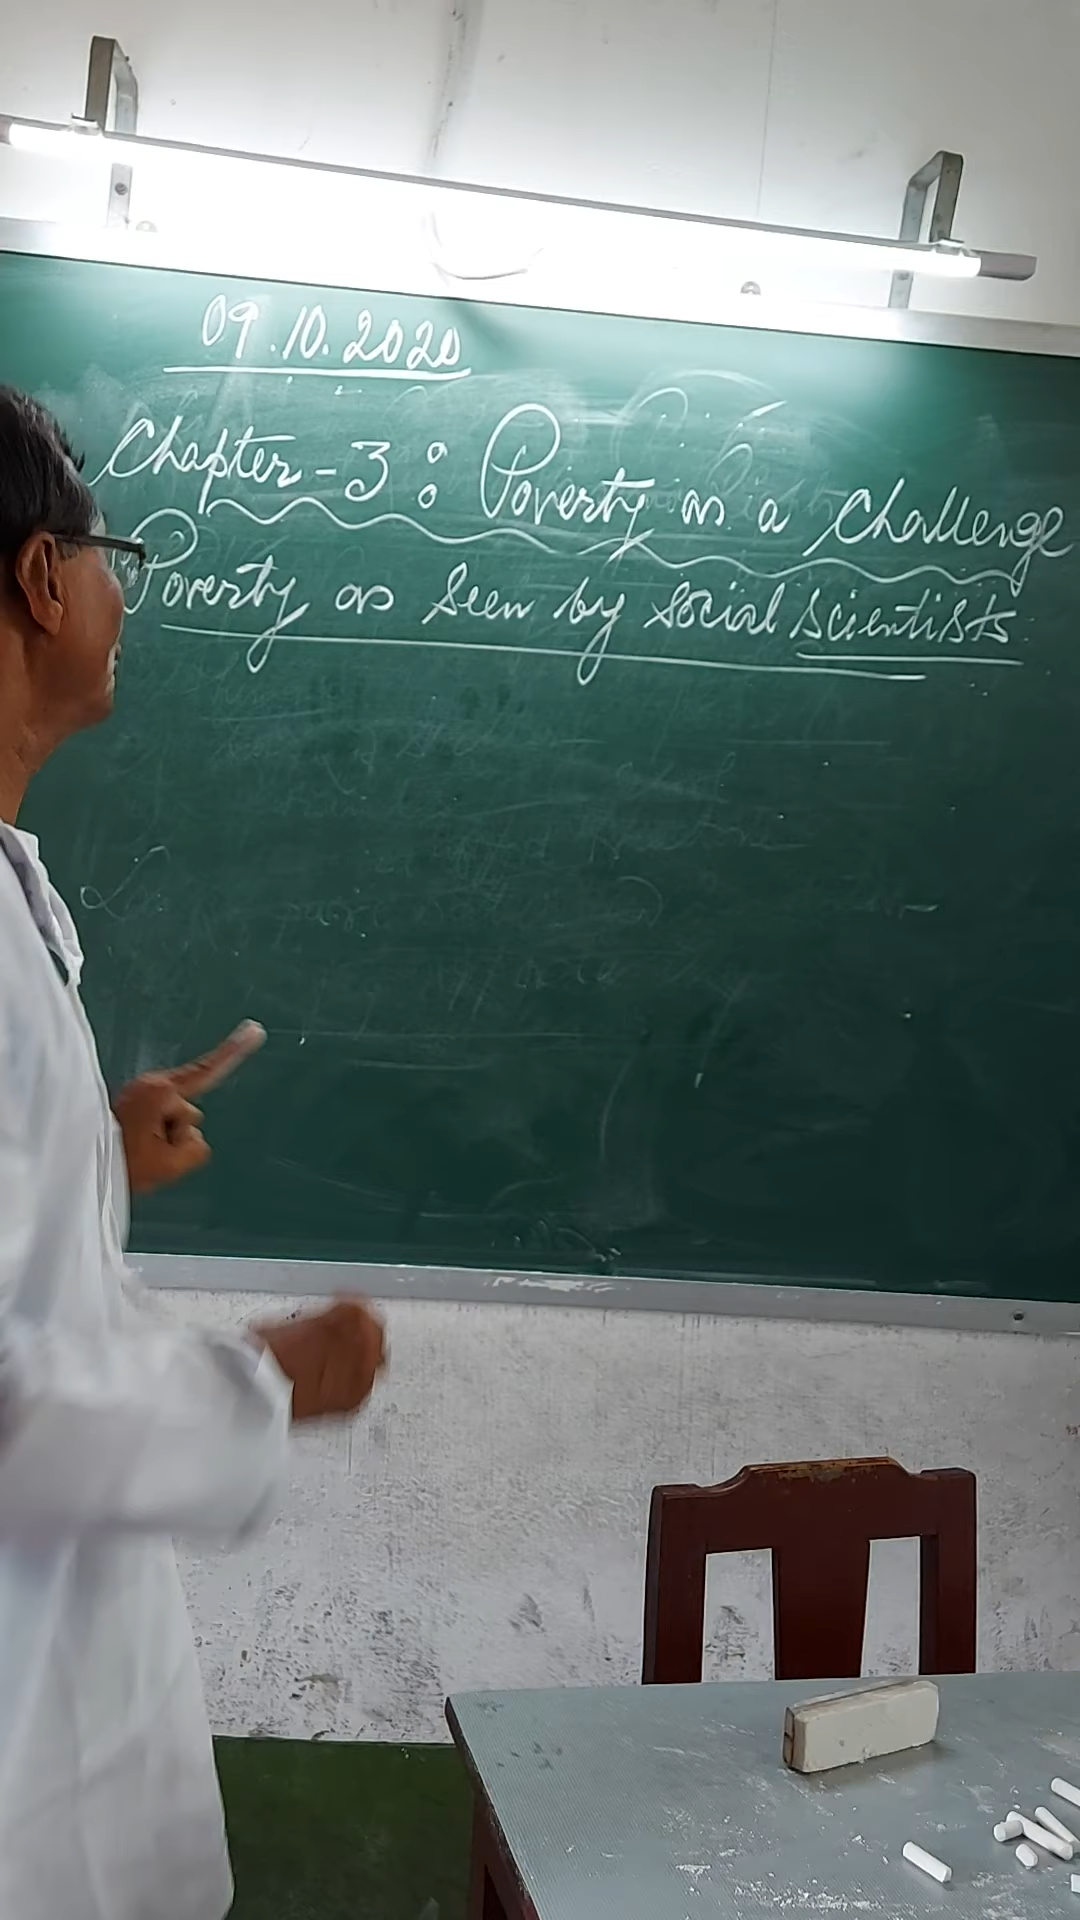 09.10.2020
Chapter-3: Poverty as a Challenge
Poverty as seen by social scientists